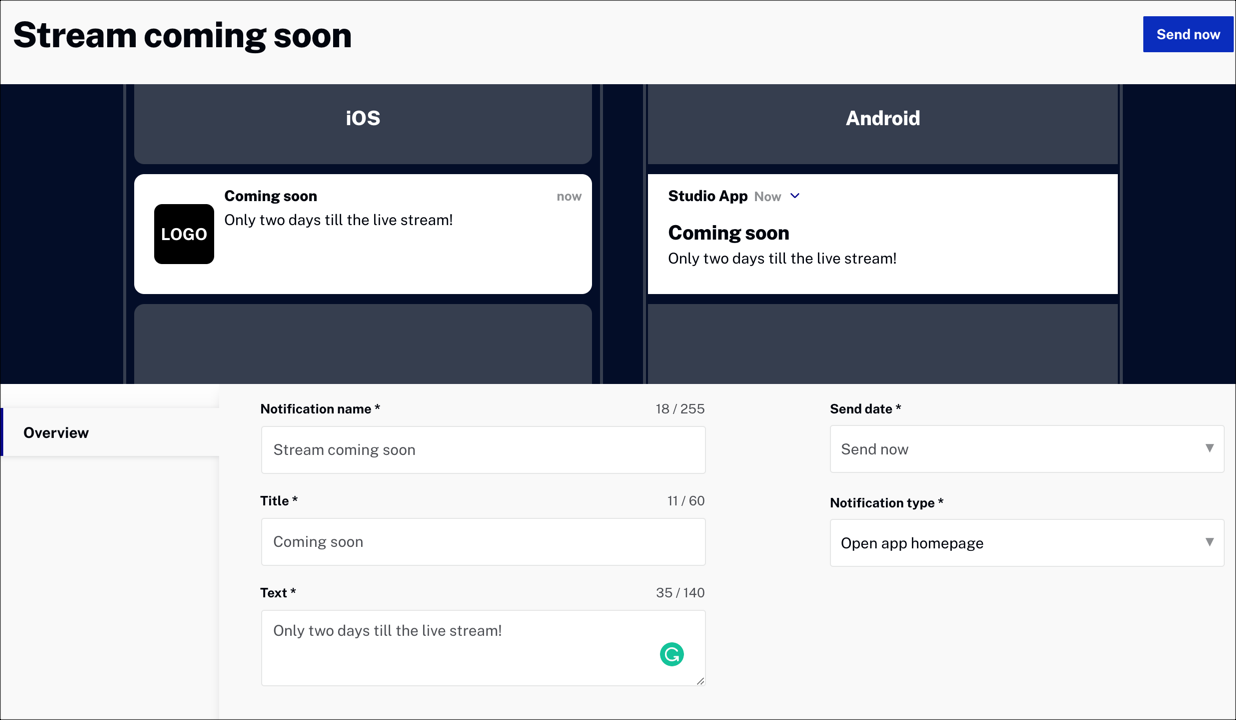 Stream coming soon
Send now
iOS
Android
LOGO
Coming soon
now
Only two days till the live stream!
Studio App Now
Coming soon
Only two days till the live stream!
Overview
Notification name *
18 / 255
Stream coming soon
Title *
11 / 60
Coming soon
Text *
35 / 140
Only two days till the live stream!
Send date *
Send now
Notification type *
Open app homepage